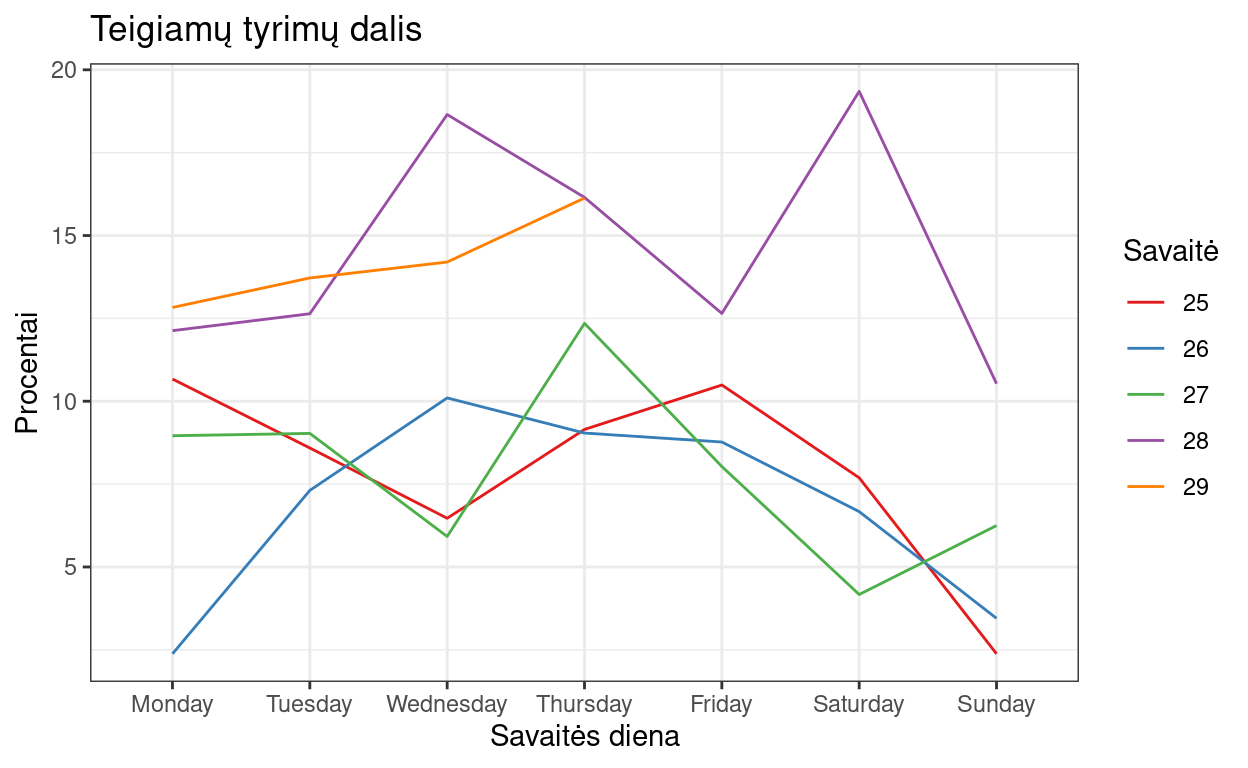 Teigiamų tyrimų dalis
Procentai
20
15
10
5
Monday Tuesday Wednesday Thursday Friday Saturday Sunday
Savaitės diena
Savaitė
25
26
27
28
29